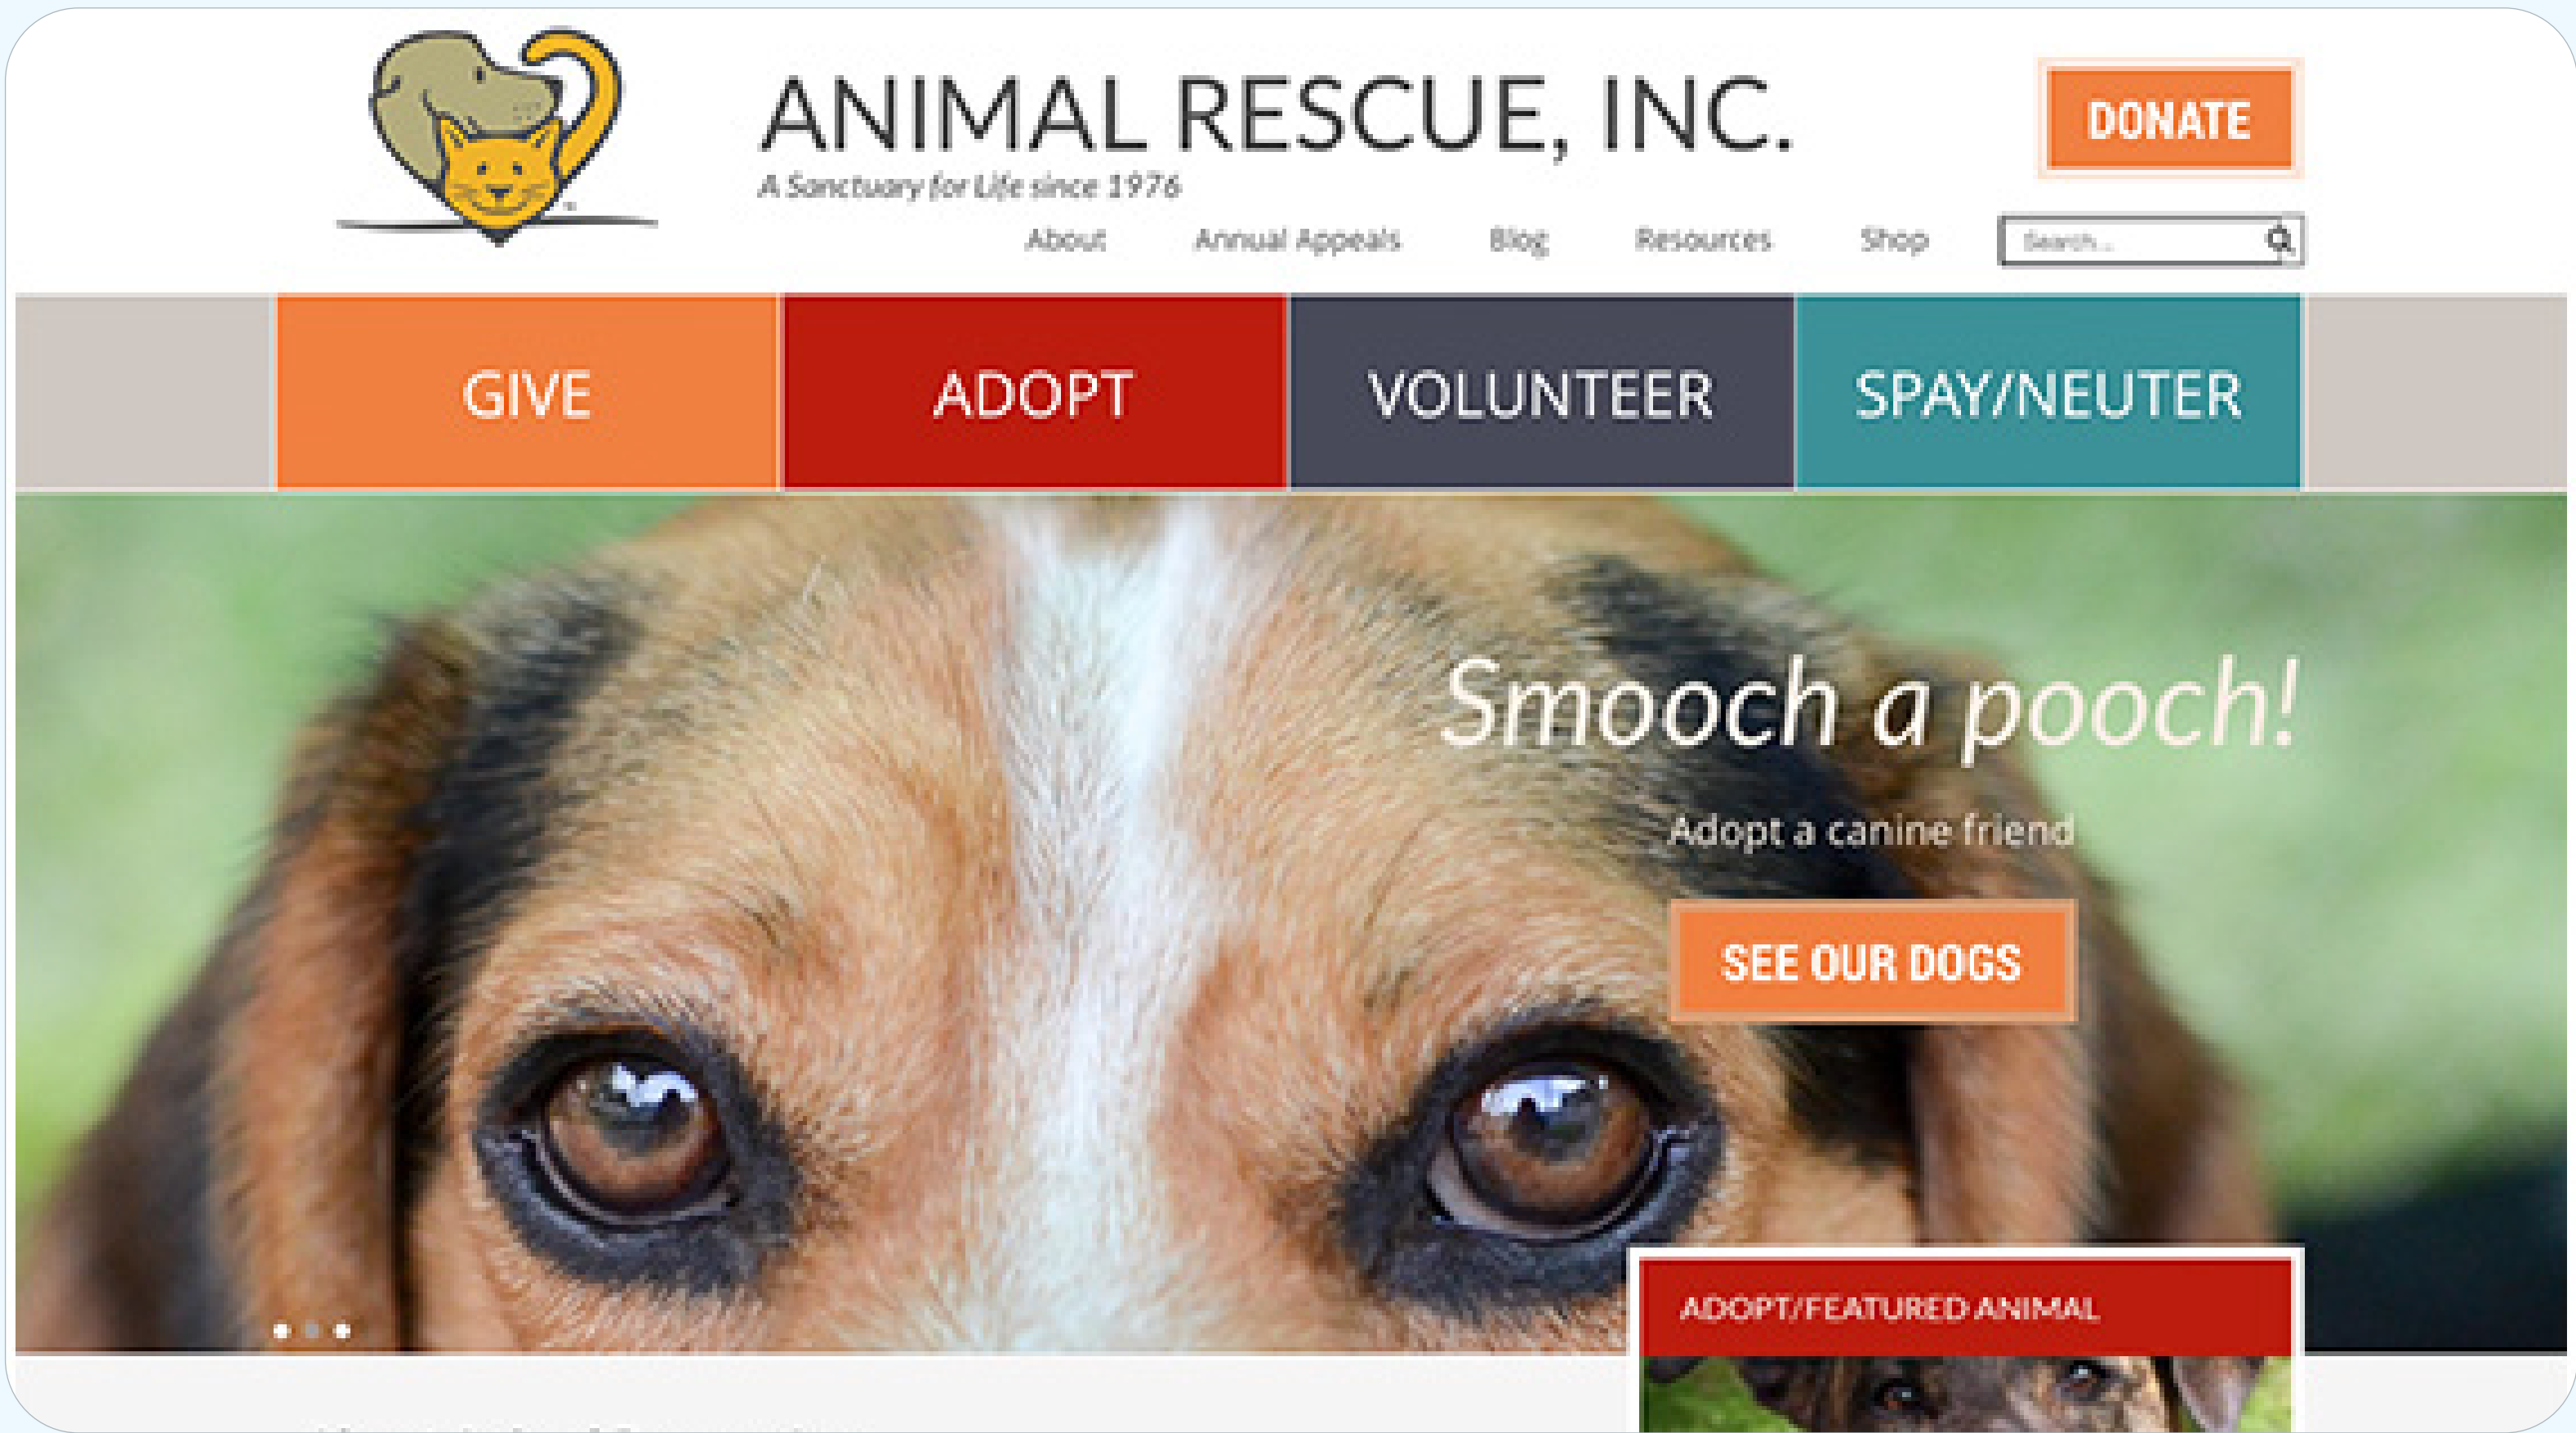 ANIMAL RESCUE, INC.
DONATE
A Sanctuary for Life since 1976
About Annual Appeals Blog Resources Shop Search...
GIVE ADOPT VOLUNTEER SPAY/NEUTER
Smooch a pooch!
Adopt a canine friend
SEE OUR DOGS
ADOPT/FEATURED ANIMAL